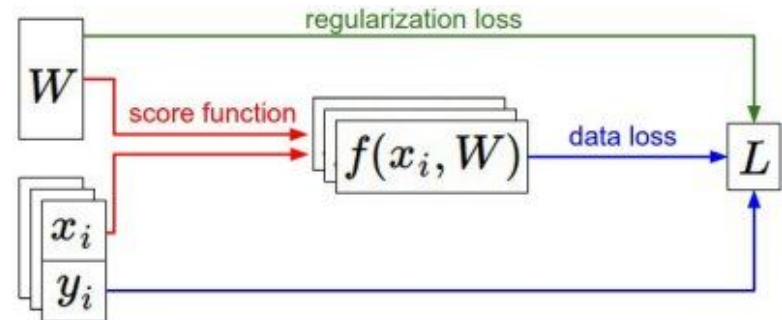 regularization loss
W
score function
f(x_i, W)
data loss
L
x_i
y_i